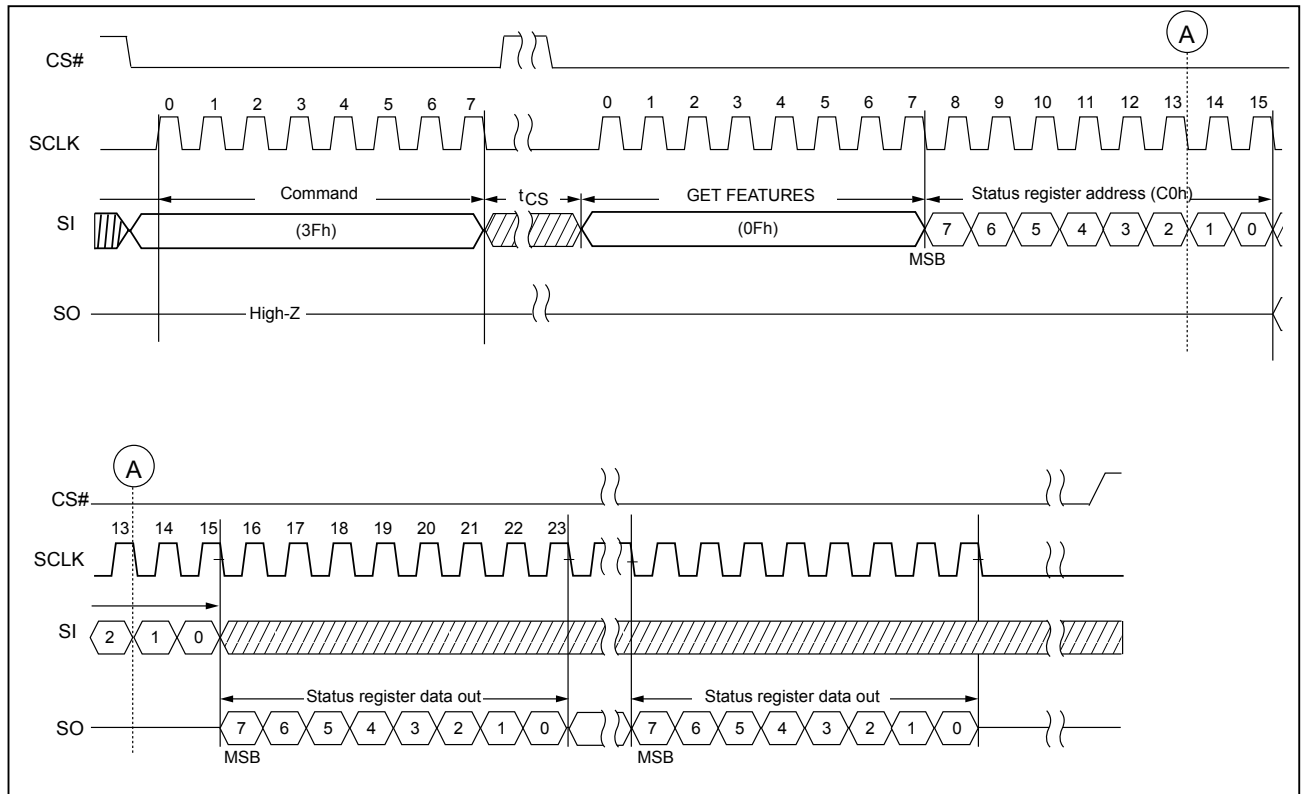 A
CS#
0 1 2 3 4 5 6 7 0 1 2 3 4 5 6 7 8 9 10 11 12 13 14 15
SCLK
Command tCS GET FEATURES Status register address (C0h)
SI (3Fh) (0Fh) 7 6 5 4 3 2 1 0
MSB
SO High-Z
A
CS#
13 14 15 16 17 18 19 20 21 22 23
SCLK
SI 2 1 0
Status register data out Status register data out
SO 7 6 5 4 3 2 1 0 7 6 5 4 3 2 1 0
MSB MSB